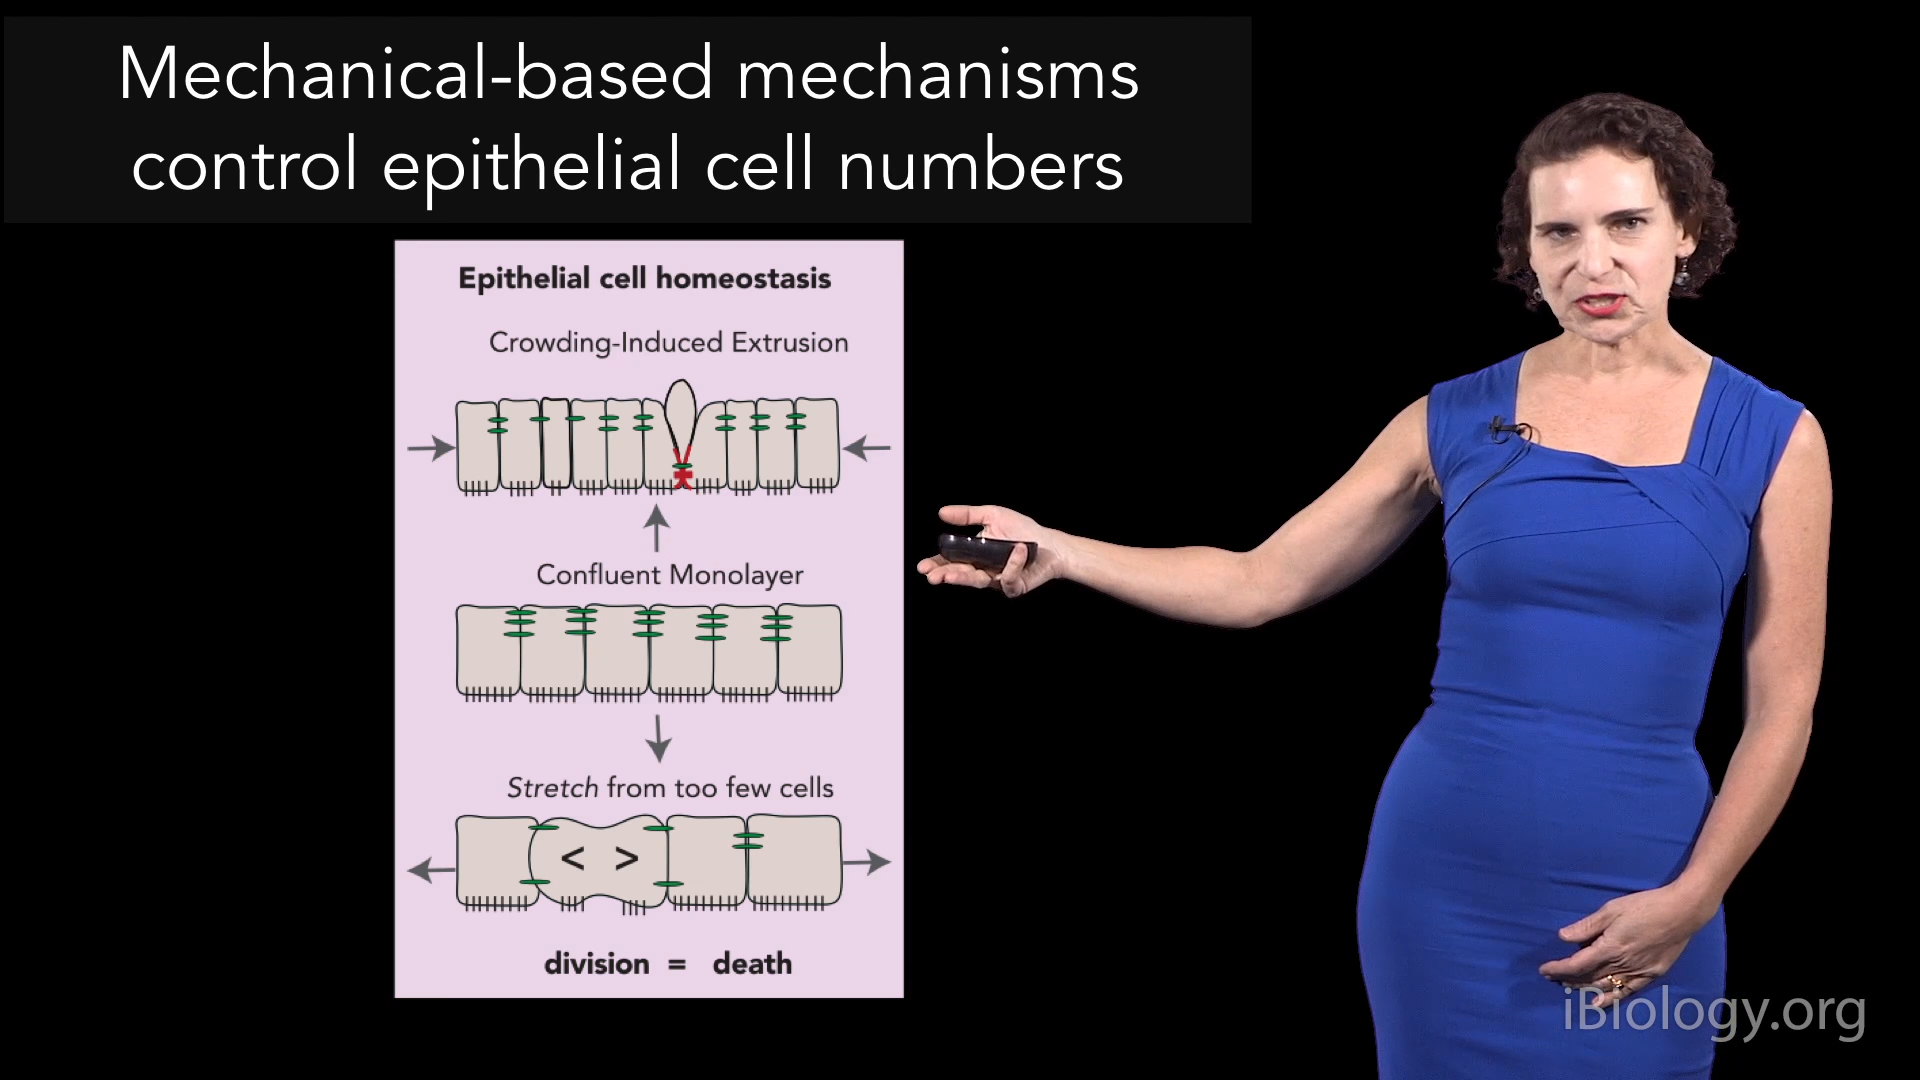 Mechanical-based mechanisms
control epithelial cell numbers
Epithelial cell homeostasis
Crowding-Induced Extrusion
Confluent Monolayer
Stretch from too few cells
< >
division = death
iBiology.org